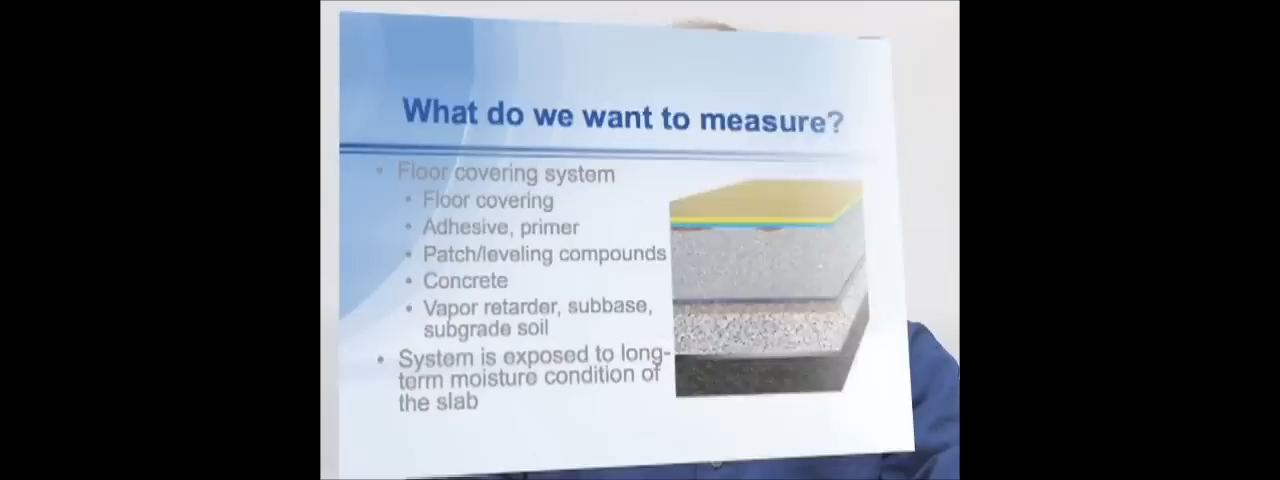 What do we want to measure?
• Floor covering system
• Floor covering
• Adhesive, primer
• Patch/leveling compounds
• Concrete
• Vapor retarder, subbase,
subgrade soil
• System is exposed to long-
term moisture condition of
the slab